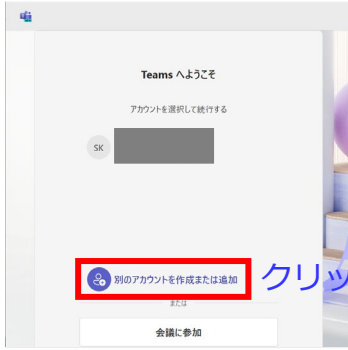 Teams へようこそ
アカウントを選択して続行する
SK
別のアカウントを作成または追加
クリッ
または
会議に参加